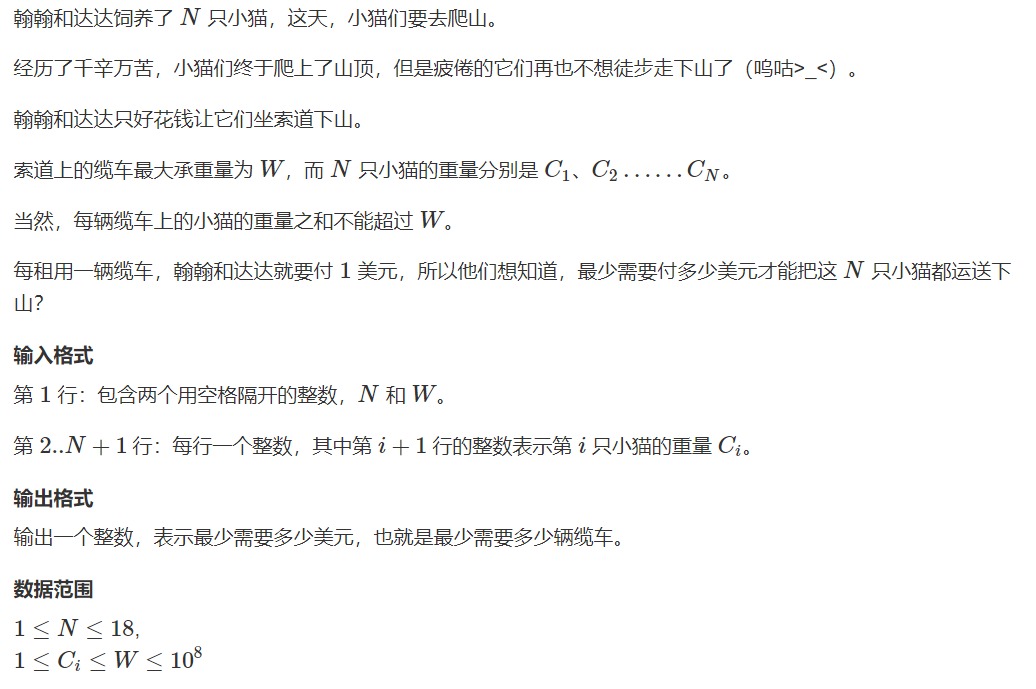 翰翰和达达饲养了 N 只小猫，这天，小猫们要去爬山。
经历了千辛万苦，小猫们终于爬上了山顶，但是疲倦的它们再也不想徒步走下山了（呜咕>_<）。
翰翰和达达只好花钱让它们坐索道下山。
索道上的缆车最大承重量为 W，而 N 只小猫的重量分别是 C₁、C₂......C_N。
当然，每辆缆车上的小猫的重量之和不能超过 W。
每租用一辆缆车，翰翰和达达就要付 1 美元，所以他们想知道，最少需要付多少美元才能把这 N 只小猫都运送下
山？
输入格式
第 1 行：包含两个用空格隔开的整数，N 和 W。
第 2..N + 1 行：每行一个整数，其中第 i + 1 行的整数表示第 i 只小猫的重量 Cᵢ。
输出格式
输出一个整数，表示最少需要多少美元，也就是最少需要多少辆缆车。
数据范围
1 ≤ N ≤ 18,
1 ≤ Cᵢ ≤ W ≤ 10⁸